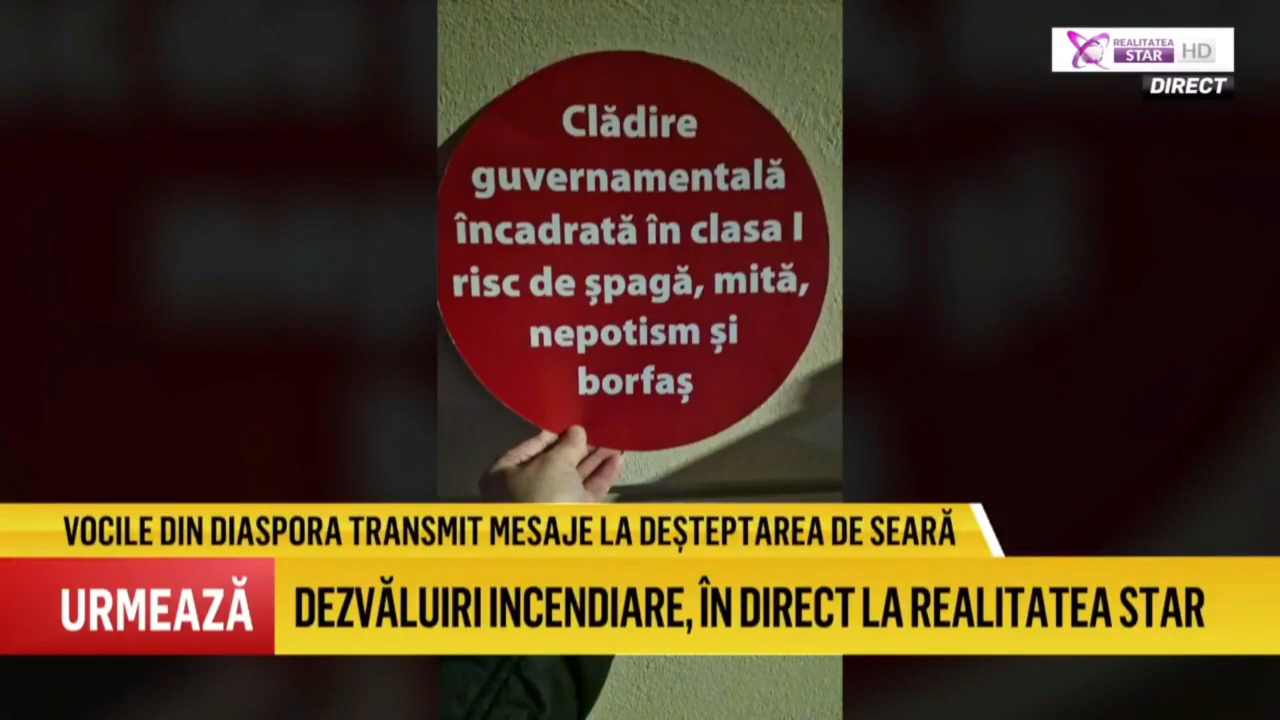 REALITATEA
STAR HD
DIRECT
Clădire
guvernamentală
încadrată în clasa I
risc de șpagă, mită,
nepotism și
borfaș
VOCILE DIN DIASPORA TRANSMIT MESAJE LA DEȘTEPTAREA DE SEARĂ
URMEAZĂ
DEZVĂLUIRI INCENDIARE, ÎN DIRECT LA REALITATEA STAR